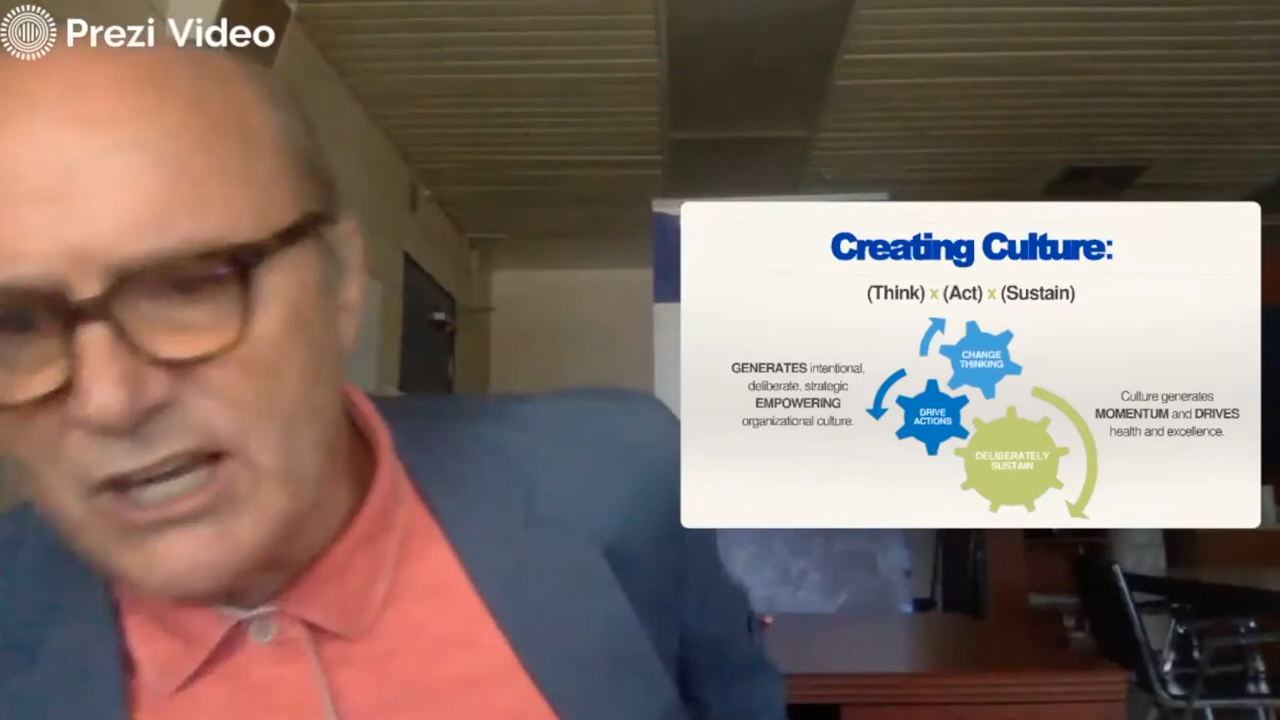 Prezi Video
Creating Culture:
(Think) x (Act) x (Sustain)
GENERATES intentional,
deliberate, strategic
EMPOWERING
organizational culture.
CHANGE
THINKING
DRIVE
ACTIONS
DELIBERATELY
SUSTAIN
Culture generates
MOMENTUM and DRIVES
health and excellence.